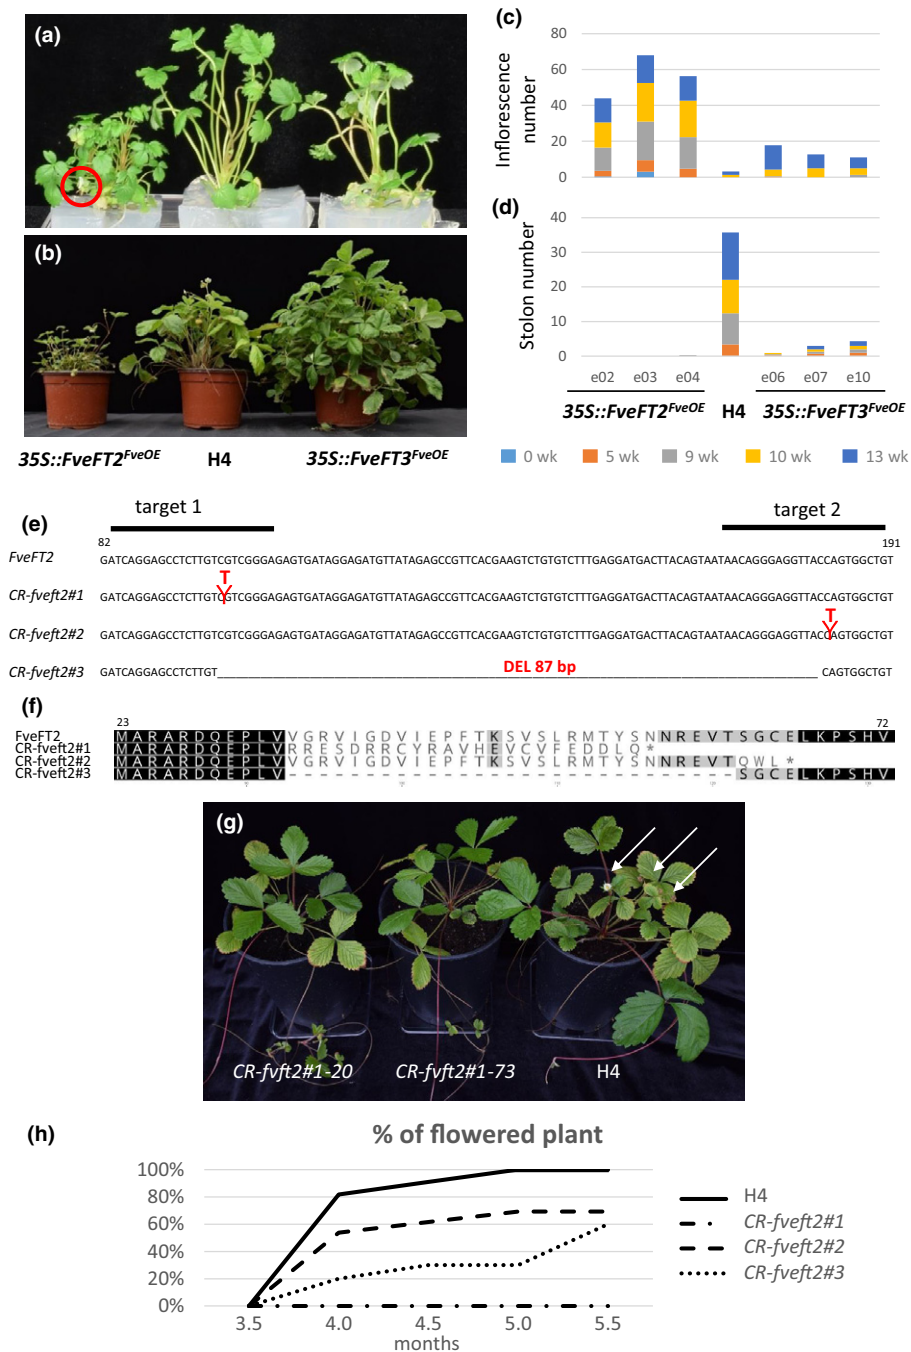 (a)
(b)
35S::FveFT2FveOE H4 35S::FveFT3FveOE
(c)
Inflorescence number
80
60
40
20
0
(d)
Stolon number
40
30
20
10
0
e02 e03 e04 e06 e07 e10
35S::FveFT2FveOE H4 35S::FveFT3FveOE
0 wk 5 wk 9 wk 10 wk 13 wk
(e)
target 1 target 2
82 191
FveFT2 GATCAGGAGCCTCTTGTCGTCGGGAGAGTGATAGGAGATGTTATAGAGCCGTTCACGAAGTCTGTGTCTTTGAGGATGACTTACAGTAATAACAGGGAGGTTACCAGTGGCTGT
T
CR-fveft2#1 GATCAGGAGCCTCTTGTCGTCGGGAGAGTGATAGGAGATGTTATAGAGCCGTTCACGAAGTCTGTGTCTTTGAGGATGACTTACAGTAATAACAGGGAGGTTACCAGTGGCTGT
T
CR-fveft2#2 GATCAGGAGCCTCTTGTCGTCGGGAGAGTGATAGGAGATGTTATAGAGCCGTTCACGAAGTCTGTGTCTTTGAGGATGACTTACAGTAATAACAGGGAGGTTACCAGTGGCTGT
CR-fveft2#3 GATCAGGAGCCTCTTGT DEL 87 bp CAGTGGCTGT
(f)
23 72
FveFT2 MARARDQEPLVVGRVIGDVIEPFTKSVSLRMTYSNNREVTSGCELKPSHV
CR-fveft2#1 MARARDQEPLVRRESDRRCYRAVHEVCVFEDDLQ*
CR-fveft2#2 MARARDQEPLVVGRVIGDVIEPFTKSVSLRMTYSNNREVTQWL*
CR-fveft2#3 MARARDQEPLV-----------------------------SGCELKPSHV
(g)
CR-fvft2#1-20 CR-fvft2#1-73 H4
(h)
% of flowered plant
100%
80%
60%
40%
20%
0%
3.5 4.0 4.5 5.0 5.5
months
H4
CR-fveft2#1
CR-fveft2#2
CR-fveft2#3